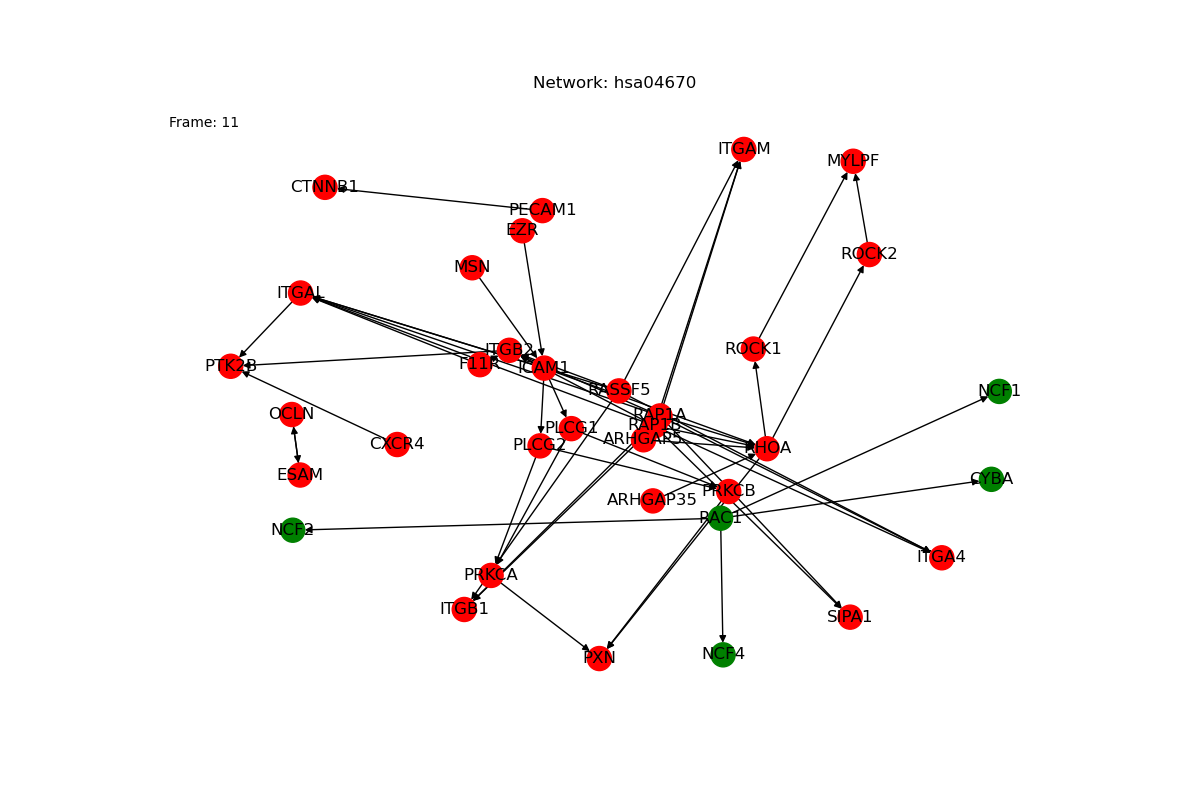 Network: hsa04670
Frame: 11
ITGAM
MYLPF
CTNNB1
PECAM1
EZR
ROCK2
MSN
ITGAL
ITGB2
ROCK1
F11R
PTK2B
ICAM1
RASSF5
NCF1
OCLN
RAP1A
RAP1B
PLCG1
ARHGAP5
CXCR4
PLCG2
RHOA
ESAM
CYBA
PRKCB
ARHGAP35
RAC1
NCF2
ITGA4
PRKCA
ITGB1
SIPA1
NCF4
PXN